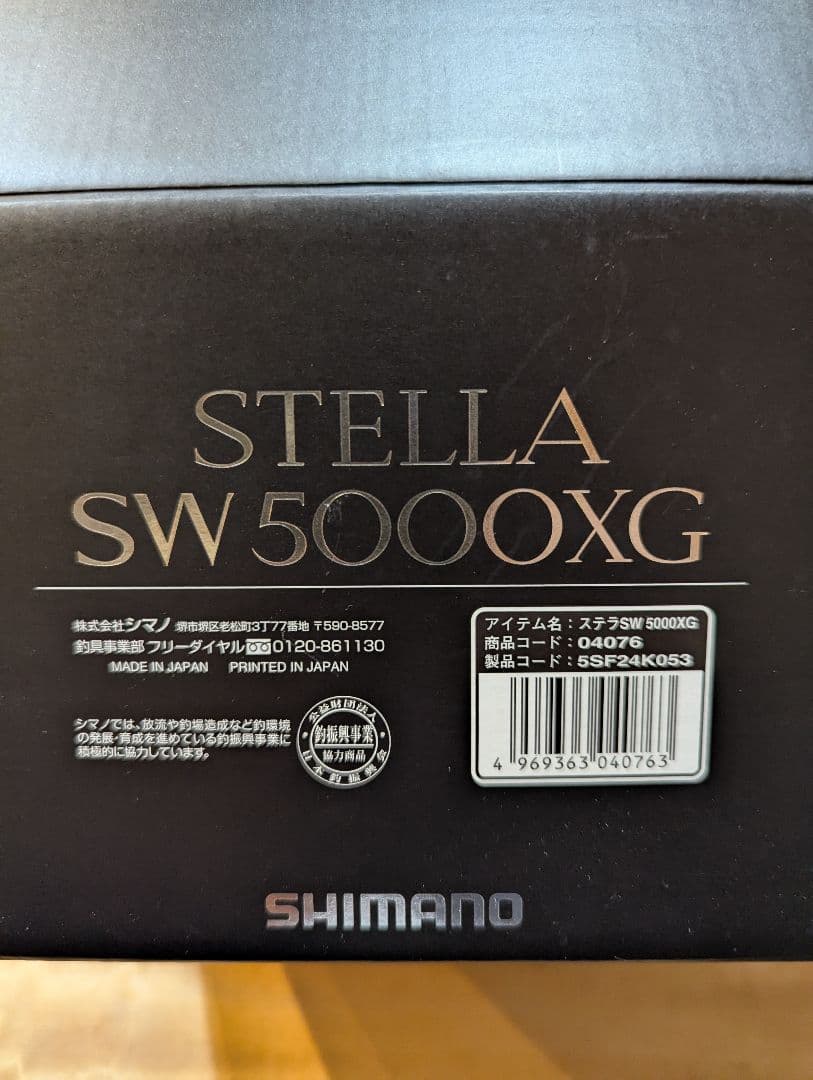 STELLA
SW 5000XG
株式会社シマノ 堺市堺区老松町3丁77番地 〒590-8577
釣具事業部 フリーダイヤル 0120-861130
MADE IN JAPAN PRINTED IN JAPAN
シマノでは、放流や釣場造成など釣環境
の発展・育成を進めている釣振興事業に
積極的に協力しています。
公益財団法人
釣振興事業
協力商品
日本釣振興会
アイテム名：ステラSW 5000XG
商品コード：04076
製品コード：5SF24K053
4 969363 040763
SHIMANO